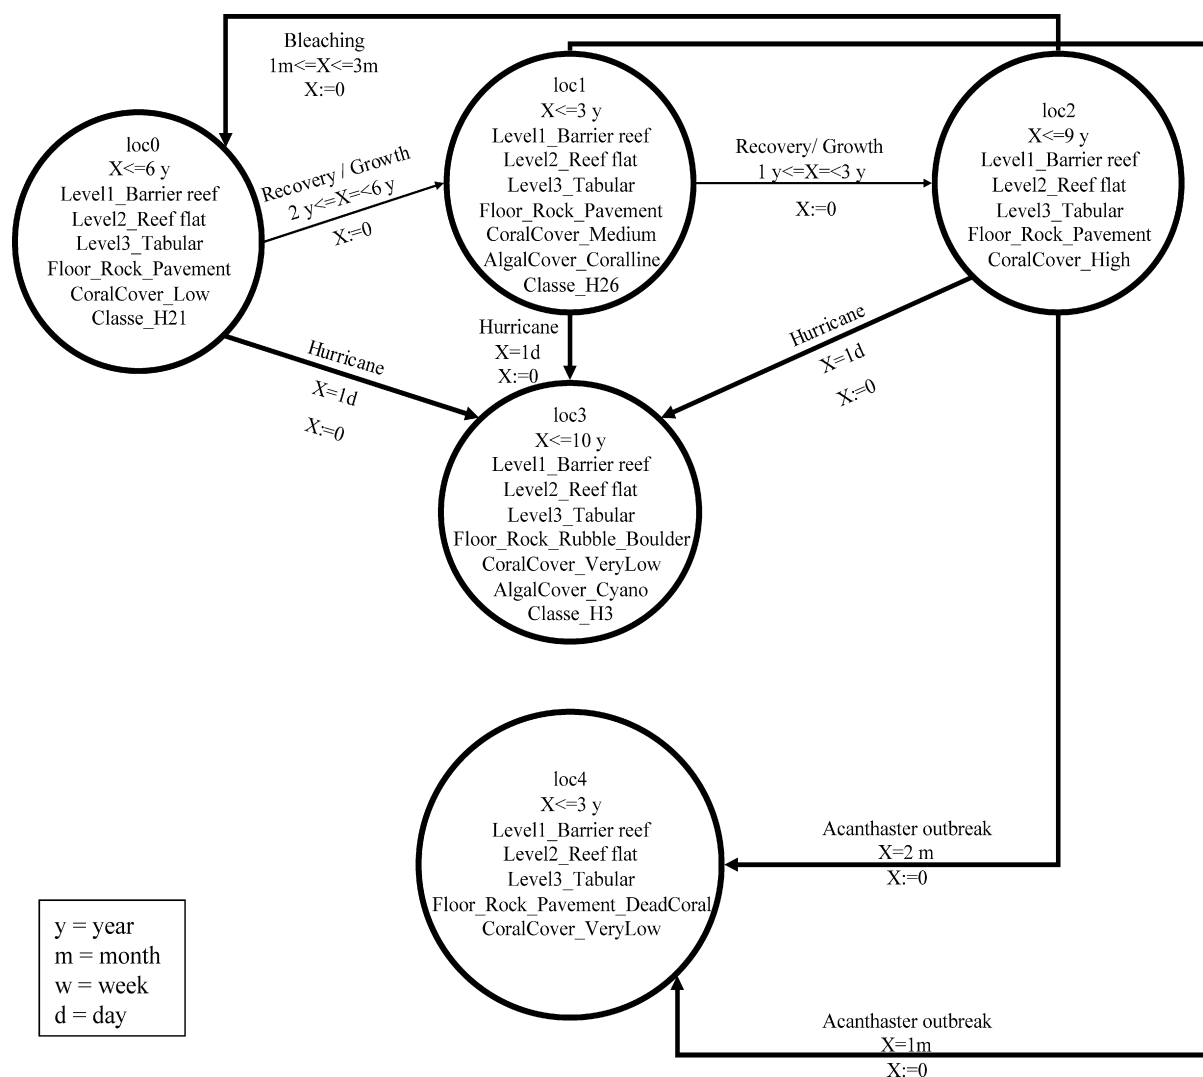 Bleaching
1m<=X<=3m
X:=0
loc0
X<=6 y
Level1_Barrier reef
Level2_Reef flat
Level3_Tabular
Floor_Rock_Pavement
CoralCover_Low
Classe_H21
Recovery / Growth
2 y<=X=<6 y
X:=0
loc1
X<=3 y
Level1_Barrier reef
Level2_Reef flat
Level3_Tabular
Floor_Rock_Pavement
CoralCover_Medium
AlgalCover_Coralline
Classe_H26
Recovery/ Growth
1 y<=X=<3 y
X:=0
loc2
X<=9 y
Level1_Barrier reef
Level2_Reef flat
Level3_Tabular
Floor_Rock_Pavement
CoralCover_High
Hurricane
X=1d
X:=0
Hurricane
X=1d
X:=0
Hurricane
X=1d
X:=0
loc3
X<=10 y
Level1_Barrier reef
Level2_Reef flat
Level3_Tabular
Floor_Rock_Rubble_Boulder
CoralCover_VeryLow
AlgalCover_Cyano
Classe_H3
loc4
X<=3 y
Level1_Barrier reef
Level2_Reef flat
Level3_Tabular
Floor_Rock_Pavement_DeadCoral
CoralCover_VeryLow
Acanthaster outbreak
X=2 m
X:=0
y = year
m = month
w = week
d = day
Acanthaster outbreak
X=1m
X:=0